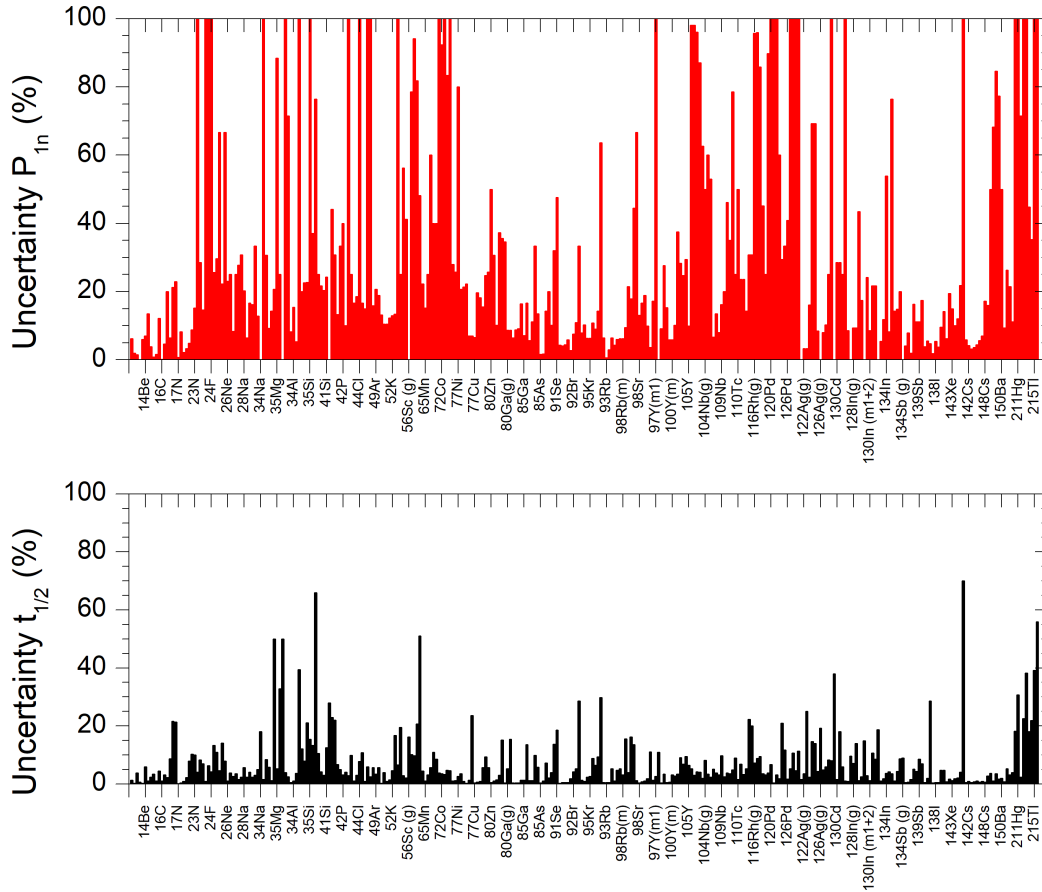 Uncertainty P1n (%)
100
80
60
40
20
0
14Be
16C
17N
23N
24F
26Ne
28Na
34Na
35Mg
34Al
35Si
41Si
42P
44Cl
49Ar
52K
56Sc (g)
65Mn
72Co
77Ni
77Cu
80Zn
80Ga(g)
85Ga
85As
91Se
92Br
95Kr
93Rb
98Rb(m)
98Sr
97Y(m1)
100Y(m)
105Y
104Nb(g)
109Nb
110Tc
116Rh(g)
120Pd
126Pd
122Ag(g)
126Ag(g)
130Cd
128In(g)
130In (m1+2)
134In
134Sb (g)
139Sb
138I
143Xe
142Cs
148Cs
150Ba
211Hg
215Tl
Uncertainty t1/2 (%)
100
80
60
40
20
0
14Be
16C
17N
23N
24F
26Ne
28Na
34Na
35Mg
34Al
35Si
41Si
42P
44Cl
49Ar
52K
56Sc (g)
65Mn
72Co
77Ni
77Cu
80Zn
80Ga(g)
85Ga
85As
91Se
92Br
95Kr
93Rb
98Rb(m)
98Sr
97Y(m1)
100Y(m)
105Y
104Nb(g)
109Nb
110Tc
116Rh(g)
120Pd
126Pd
122Ag(g)
126Ag(g)
130Cd
128In(g)
130In (m1+2)
134In
134Sb (g)
139Sb
138I
143Xe
142Cs
148Cs
150Ba
211Hg
215Tl